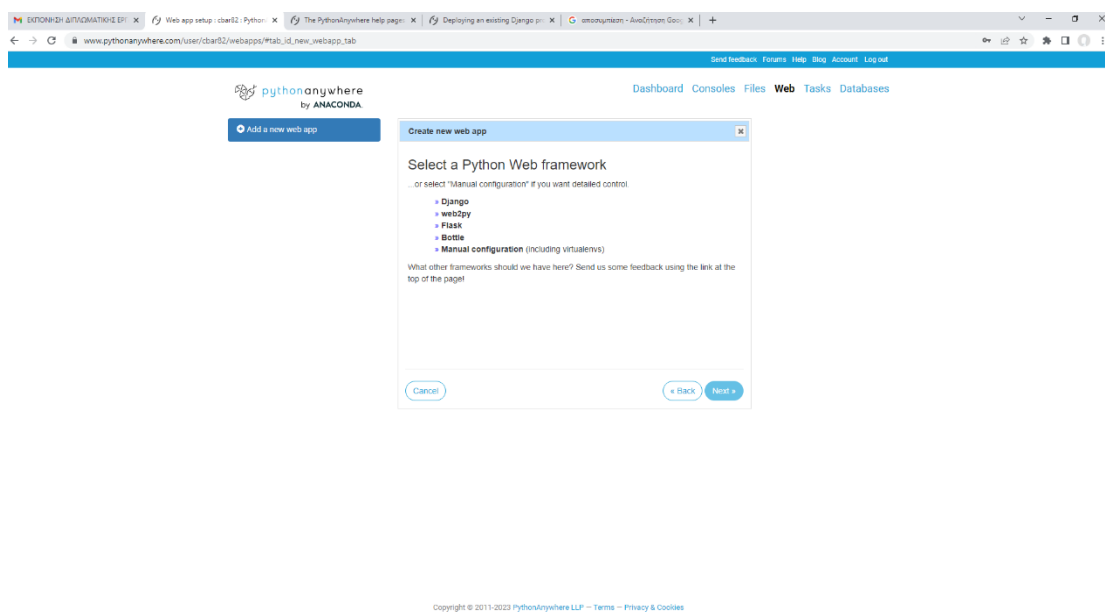 ΕΚΠΟΝΗΣΗ ΔΙΠΛΩΜΑΤΙΚΗΣ ΕΡΓ
Web app setup : cbar82 : Python
The PythonAnywhere help page
Deploying an existing Django pr
αποσυμπίεση - Αναζήτηση Goog
www.pythonanywhere.com/user/cbar82/webapps/#tab_id_new_webapp_tab
Send feedback Forums Help Blog Account Log out
pythonanywhere
by ANACONDA.
Dashboard Consoles Files Web Tasks Databases
Add a new web app
Create new web app
Select a Python Web framework
...or select "Manual configuration" if you want detailed control.
» Django
» web2py
» Flask
» Bottle
» Manual configuration (including virtualenvs)
What other frameworks should we have here? Send us some feedback using the link at the
top of the page!
Cancel
« Back
Next »
Copyright © 2011-2023 PythonAnywhere LLP — Terms — Privacy & Cookies